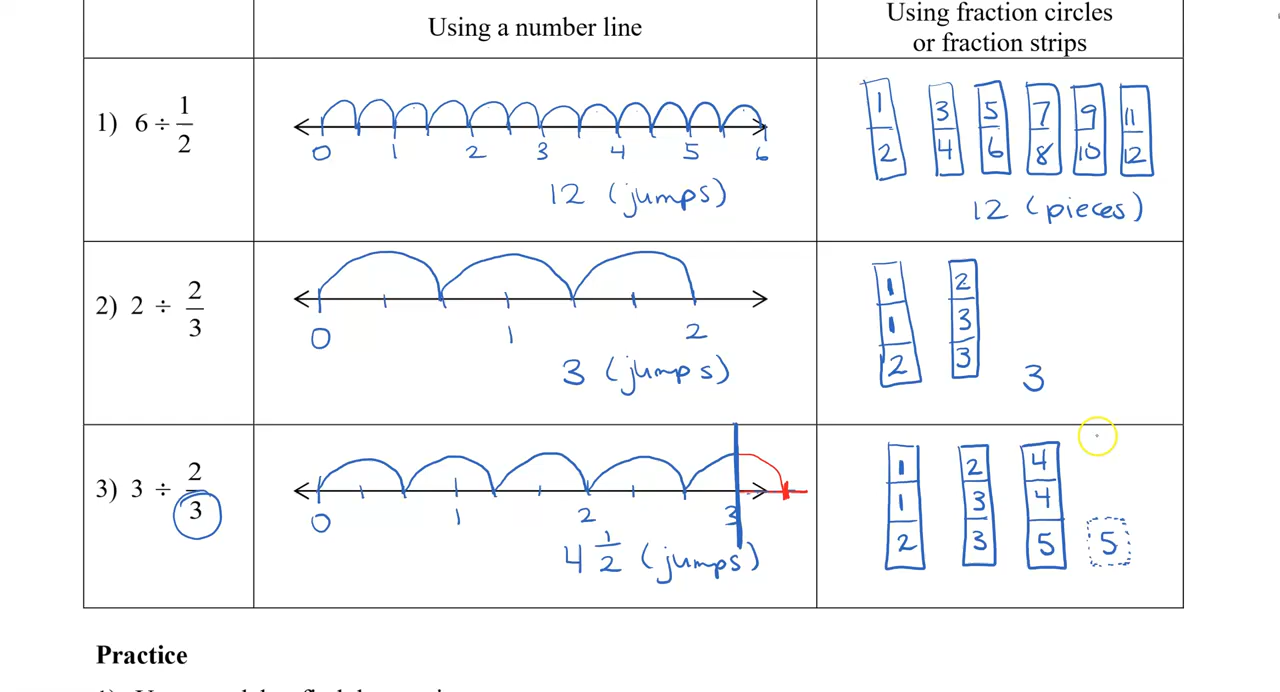 Using a number line
Using fraction circles
or fraction strips
1) 6 ÷ 1/2
0 1 2 3 4 5 6
12 (jumps)
1 3 5 7 9 11
2 4 6 8 10 12
12 (pieces)
2) 2 ÷ 2/3
0 1 2
3 (jumps)
1 2
1 3
2 3
3
3) 3 ÷ 2/3
0 1 2 3
4 1/2 (jumps)
1 2 4
1 3 4
2 3 5 5
Practice